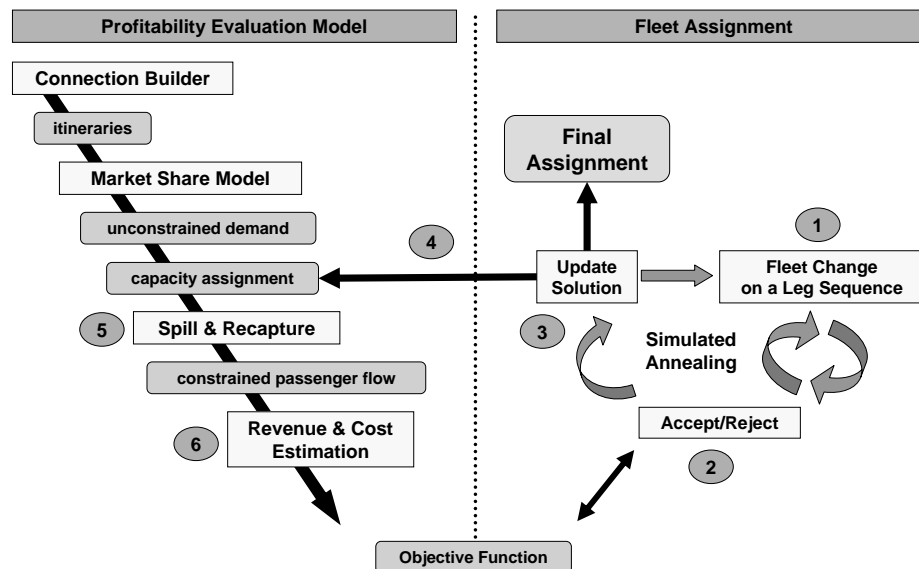 Profitability Evaluation Model
Fleet Assignment
Connection Builder
itineraries
Market Share Model
unconstrained demand
capacity assignment
5
Spill & Recapture
constrained passenger flow
6
Revenue & Cost
Estimation
4
Final
Assignment
1
Update
Solution
Fleet Change
on a Leg Sequence
3
Simulated
Annealing
Accept/Reject
2
Objective Function